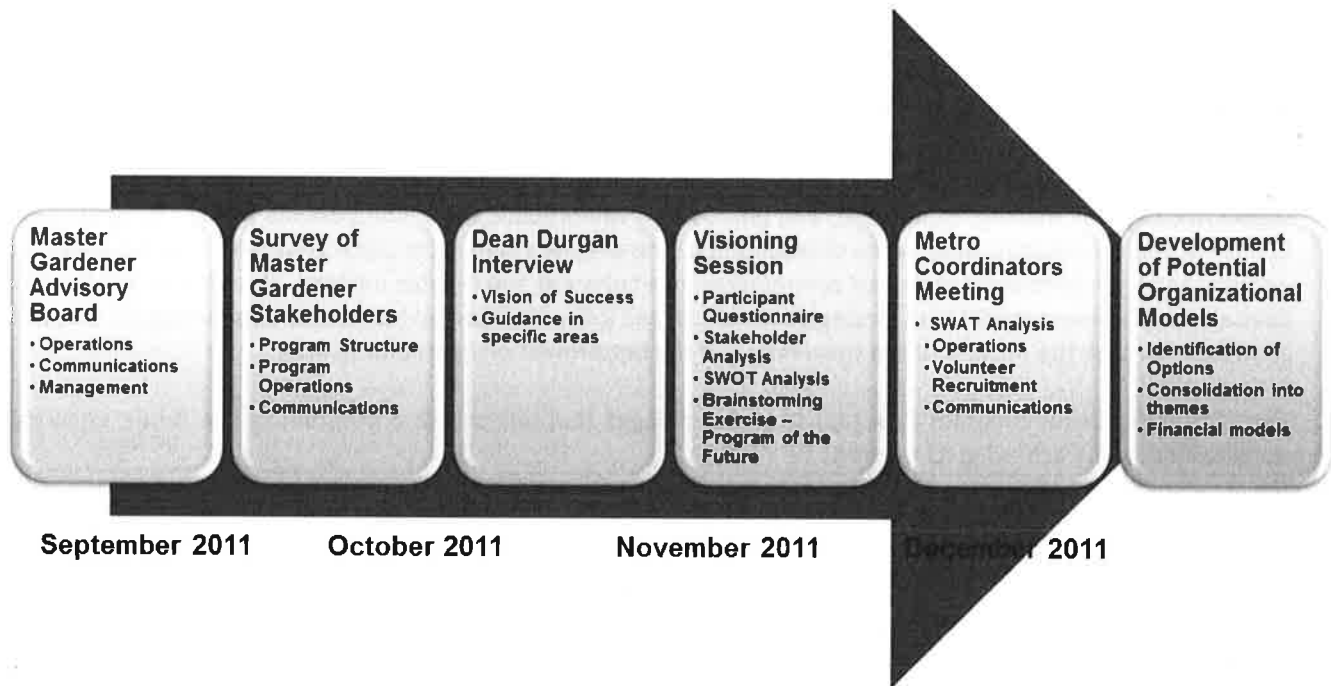 Master
Gardener
Advisory
Board
• Operations
• Communications
• Management
Survey of
Master
Gardener
Stakeholders
• Program Structure
• Program
Operations
• Communications
Dean Durgan
Interview
• Vision of Success
• Guidance in
specific areas
Visioning
Session
• Participant
Questionnaire
• Stakeholder
Analysis
• SWOT Analysis
• Brainstorming
Exercise –
Program of the
Future
Metro
Coordinators
Meeting
• SWAT Analysis
• Operations
• Volunteer
Recruitment
• Communications
Development
of Potential
Organizational
Models
• Identification of
Options
• Consolidation into
themes
• Financial models
September 2011
October 2011
November 2011
December 2011